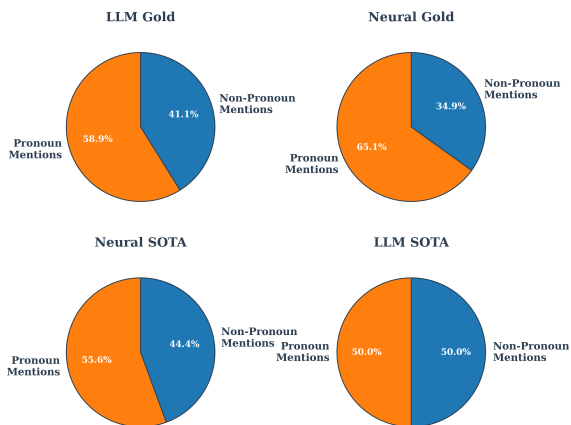 LLM Gold
Non-Pronoun
Mentions
41.1%
58.9%
Pronoun
Mentions
Neural Gold
Non-Pronoun
Mentions
34.9%
65.1%
Pronoun
Mentions
Neural SOTA
Non-Pronoun
Mentions
44.4%
55.6%
Pronoun
Mentions
LLM SOTA
Pronoun
Mentions
50.0%
50.0%
Non-Pronoun
Mentions